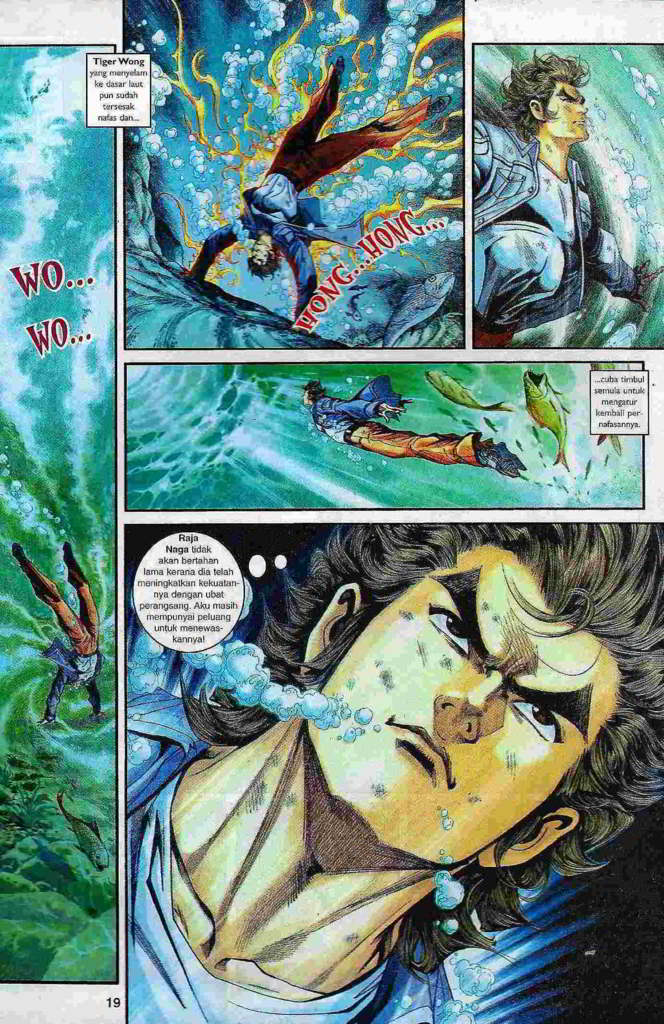 Tiger Wong
yang menyelam
ke dasar laut
pun sudah
tersesak
nafas dan...
WO...
WO...
HONG...HONG...
...cuba timbul
semula untuk
mengatur
kembali per-
nafasannya.
Raja
Naga tidak
akan bertahan
lama kerana dia telah
meningkatkan kekuatan-
nya dengan ubat
perangsang. Aku masih
mempunyai peluang
untuk menewas-
kannya!
19